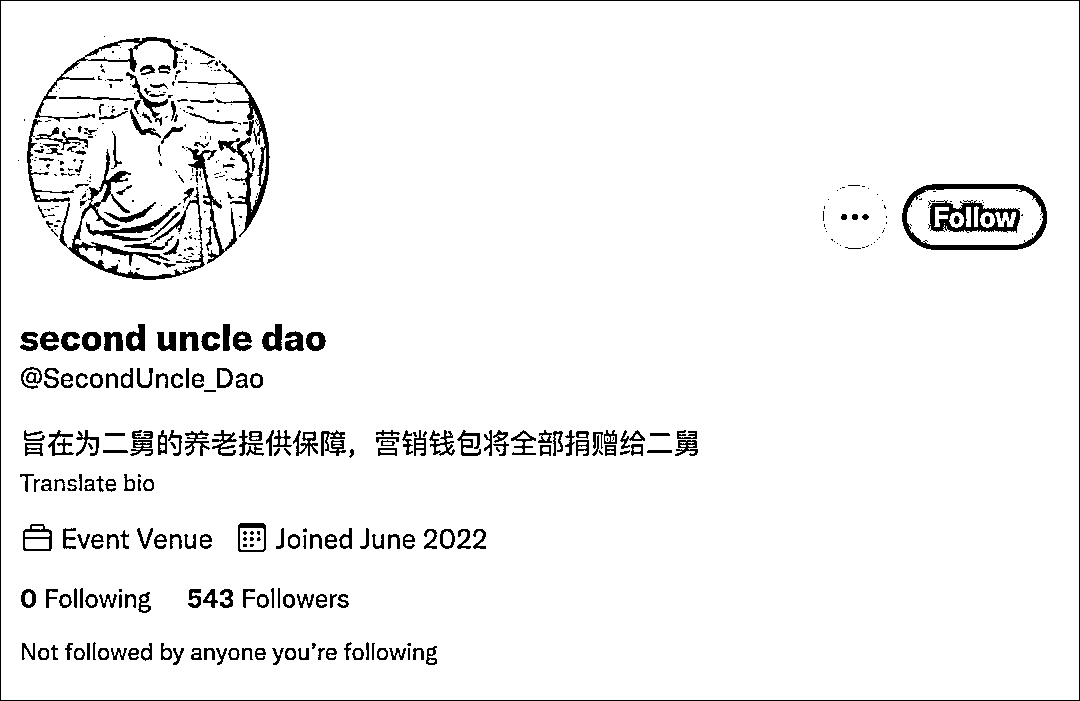 Follow
second uncle dao
@SecondUncle_Dao
旨在为二舅的养老提供保障，营销钱包将全部捐赠给二舅
Translate bio
Event Venue Joined June 2022
0 Following 543 Followers
Not followed by anyone you’re following